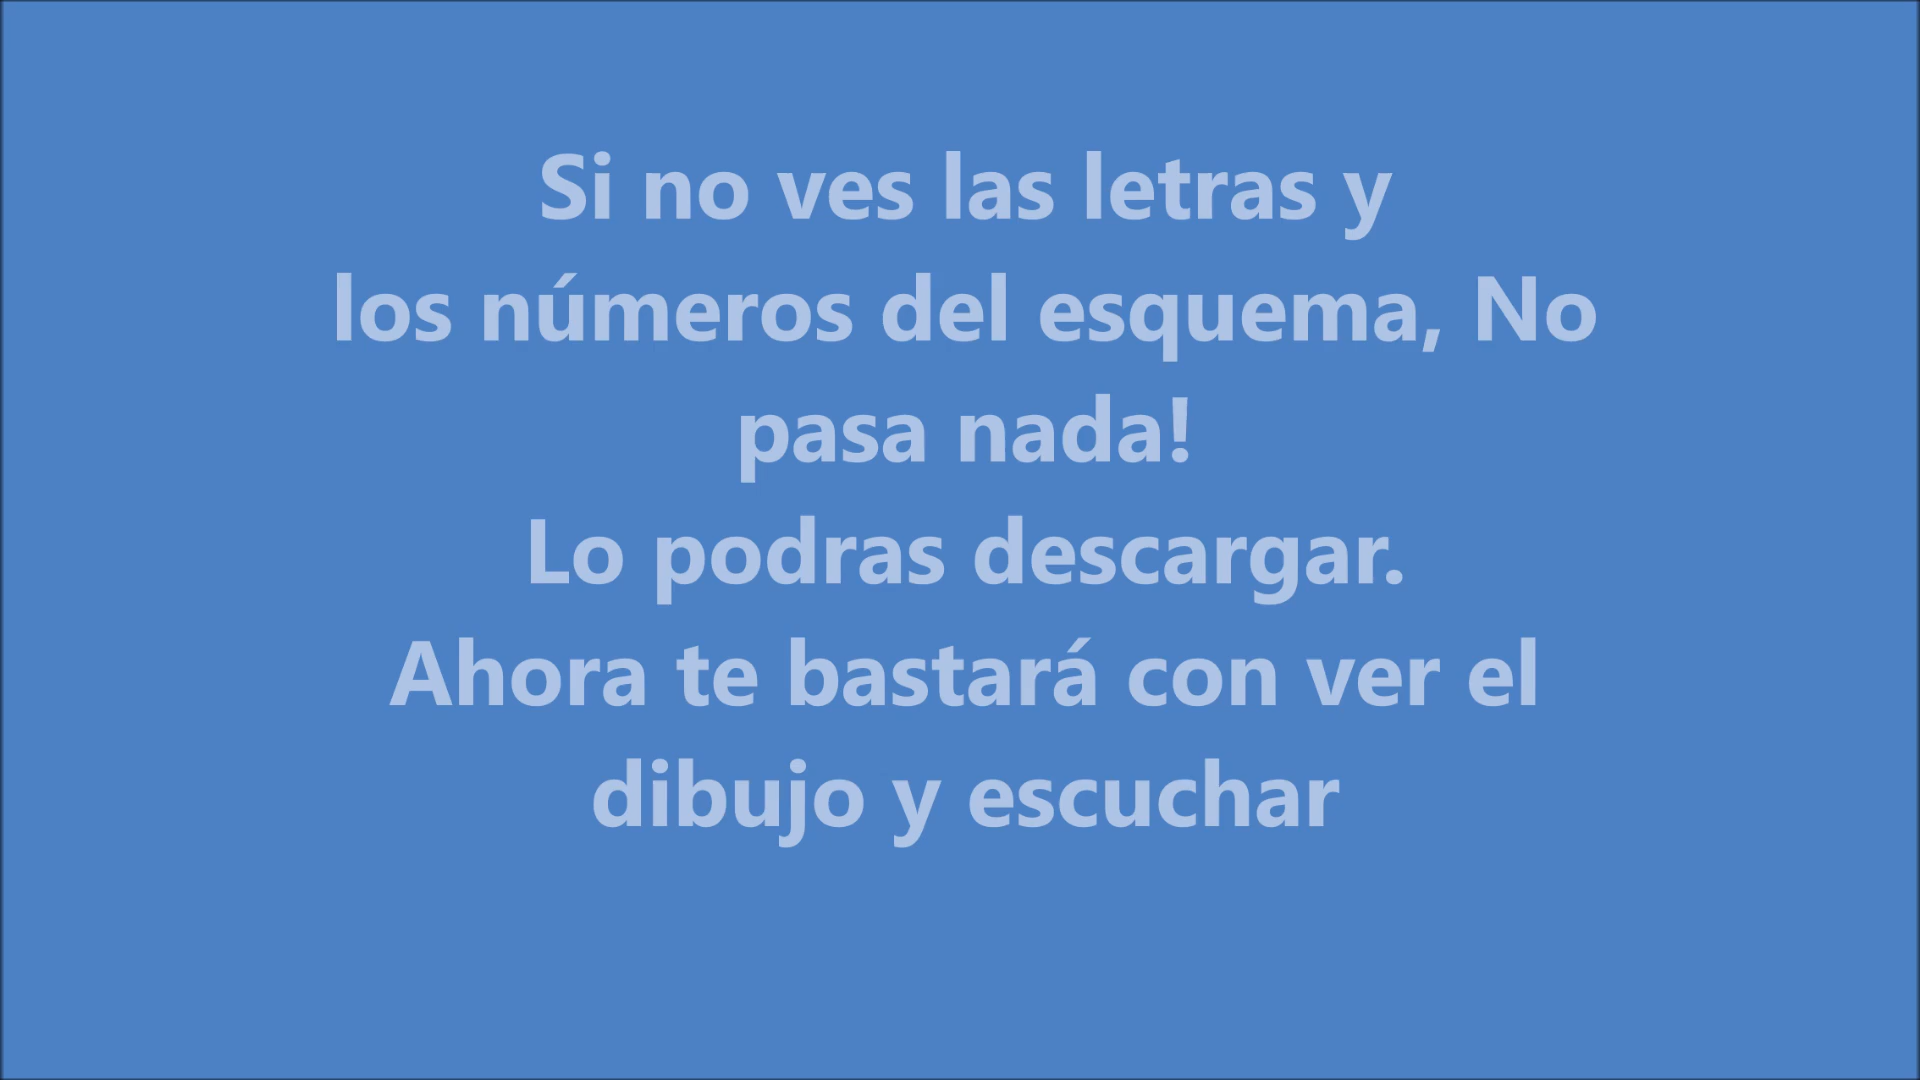 Si no ves las letras y
los números del esquema, No
pasa nada!
Lo podras descargar.
Ahora te bastará con ver el
dibujo y escuchar